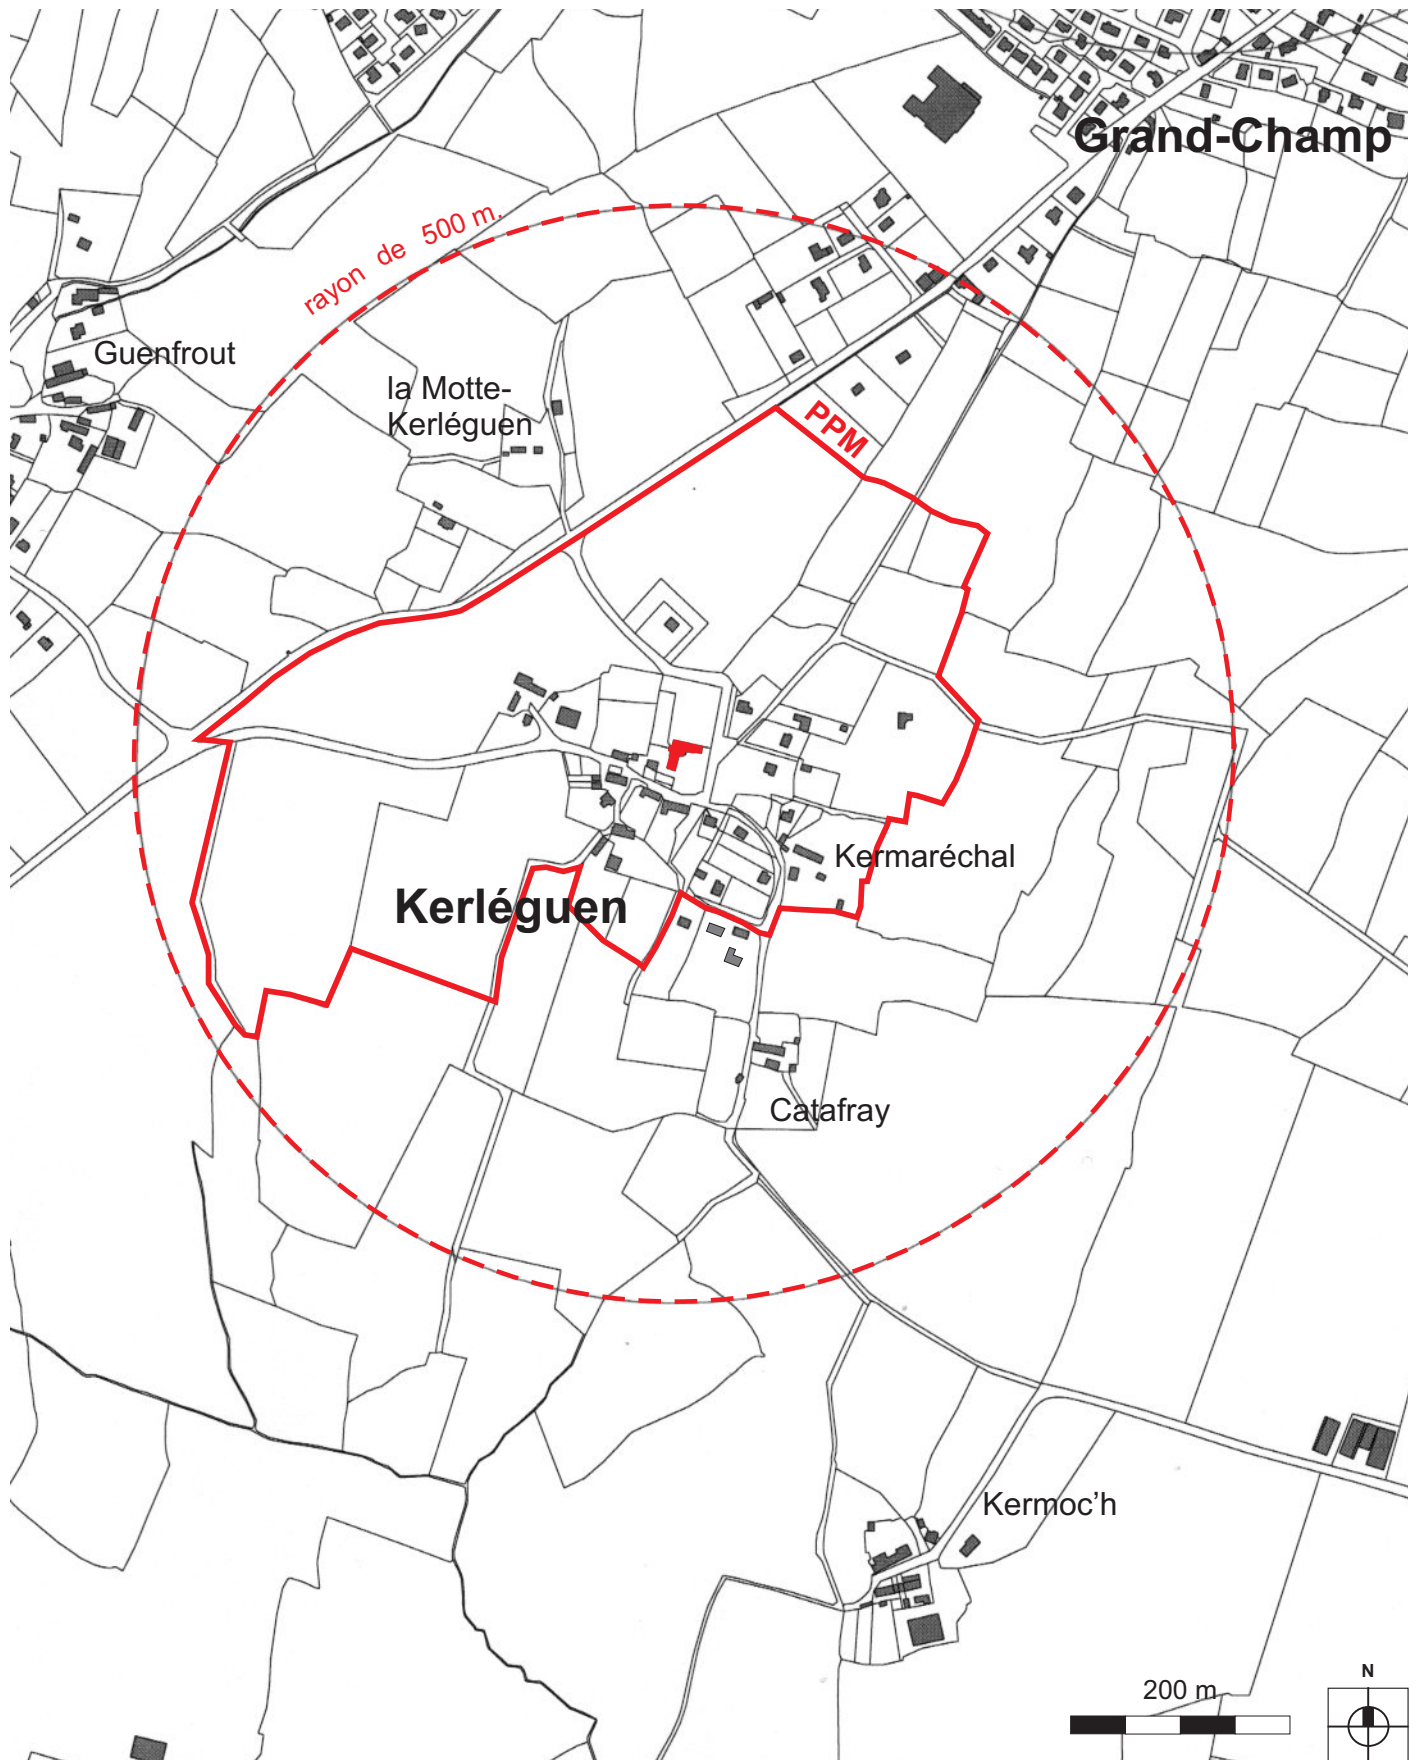 Grand-Champ
rayon de 500 m.
Guenfrout
la Motte-
Kerléguen
PPM
Kermaréchal
Kerléguen
Catafray
Kermoc'h
200 m
N